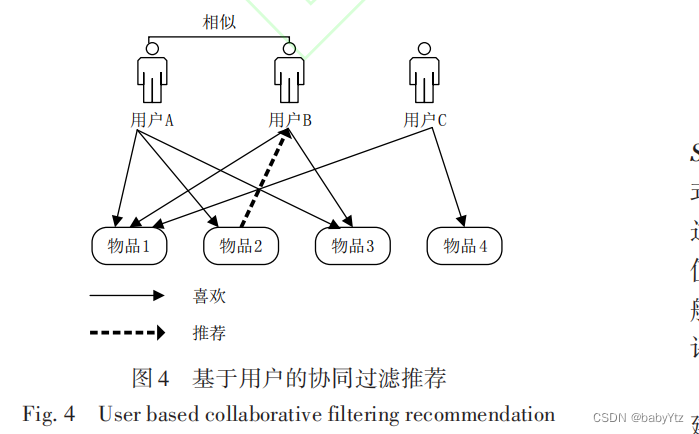 相似
用户A 用户B 用户C
物品1 物品2 物品3 物品4
喜欢
推荐
图4 基于用户的协同过滤推荐
Fig. 4 User based collaborative filtering recommendation
CSDN @babyYtz